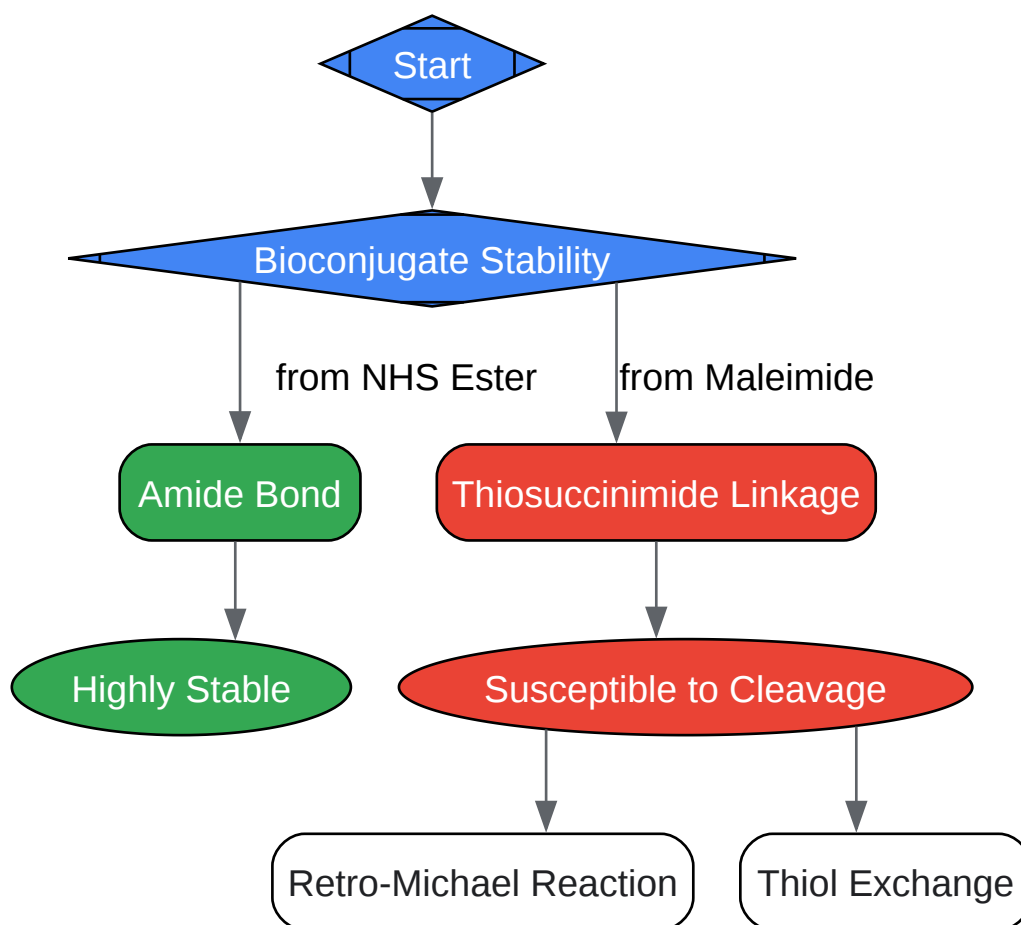 Start
Bioconjugate Stability
from NHS Ester
from Maleimide
Amide Bond
Thiosuccinimide Linkage
Highly Stable
Susceptible to Cleavage
Retro-Michael Reaction
Thiol Exchange